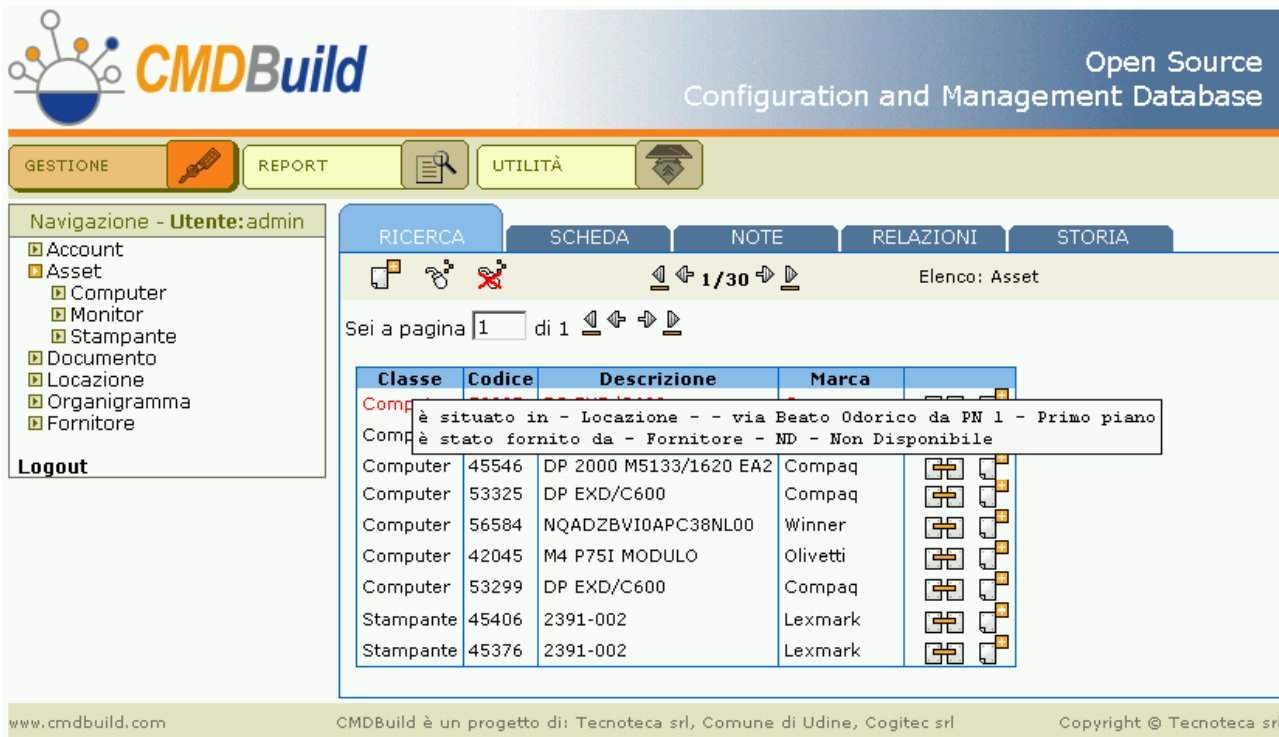 CMDBuild
Open Source
Configuration and Management Database
GESTIONE REPORT UTILITÀ
Navigazione - Utente:admin
Account
Asset
Computer
Monitor
Stampante
Documento
Locazione
Organigramma
Fornitore
Logout
RICERCA SCHEDA NOTE RELAZIONI STORIA
1/30 Elenco: Asset
Sei a pagina 1 di 1
Classe Codice Descrizione Marca
è situato in - Locazione - - via Beato Odorico da PN 1 - Primo piano
è stato fornito da - Fornitore - ND - Non Disponibile
Computer 45546 DP 2000 M5133/1620 EA2 Compaq
Computer 53325 DP EXD/C600 Compaq
Computer 56584 NQADZBVI0APC38NL00 Winner
Computer 42045 M4 P75I MODULO Olivetti
Computer 53299 DP EXD/C600 Compaq
Stampante 45406 2391-002 Lexmark
Stampante 45376 2391-002 Lexmark
www.cmdbuild.com CMDBuild è un progetto di: Tecnoteca srl, Comune di Udine, Cogitec srl Copyright © Tecnoteca srl